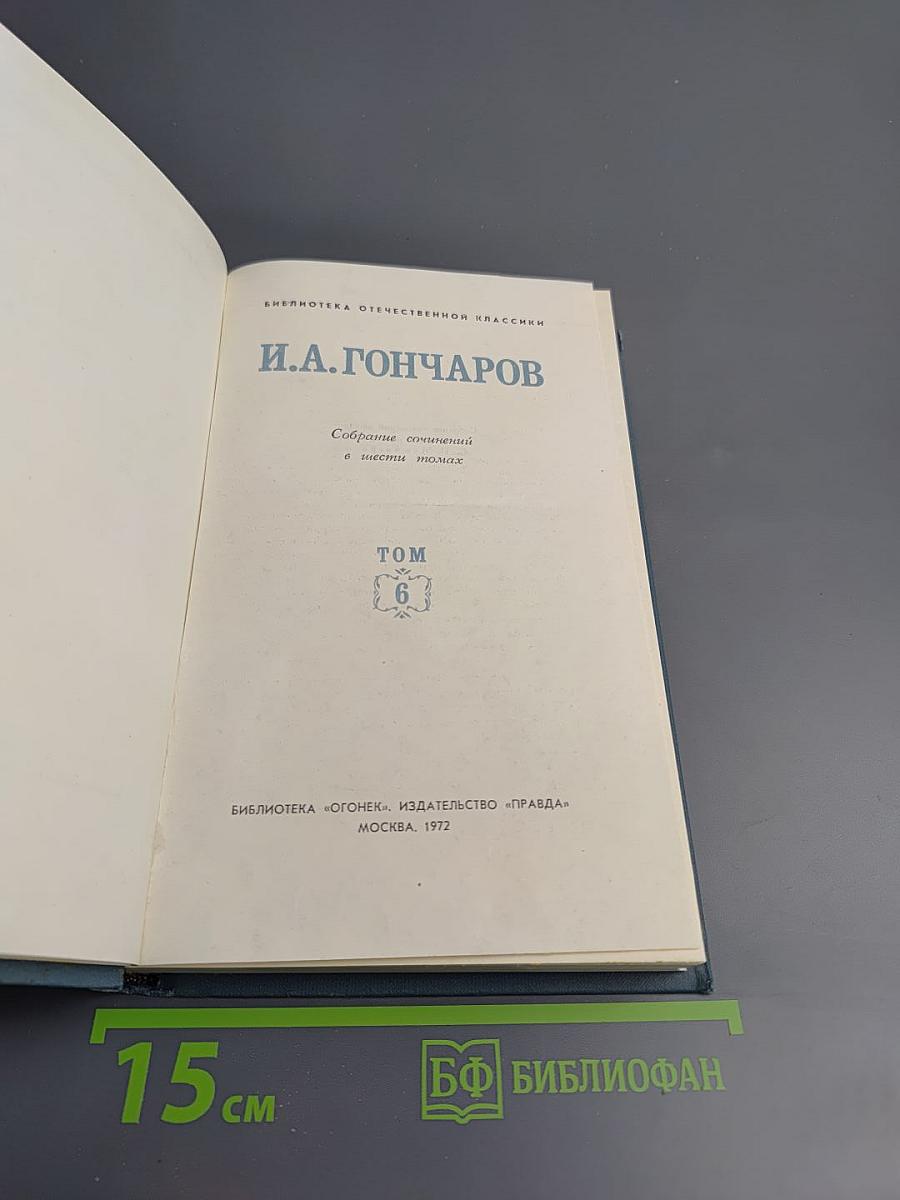 БИБЛИОТЕКА ОТЕЧЕСТВЕННОЙ КЛАССИКИ
И.А.ГОНЧАРОВ
Собрание сочинений
в шести томах
ТОМ
6
БИБЛИОТЕКА «ОГОНЕК». ИЗДАТЕЛЬСТВО «ПРАВДА»
МОСКВА. 1972
15 см
БФ БИБЛИОФАН